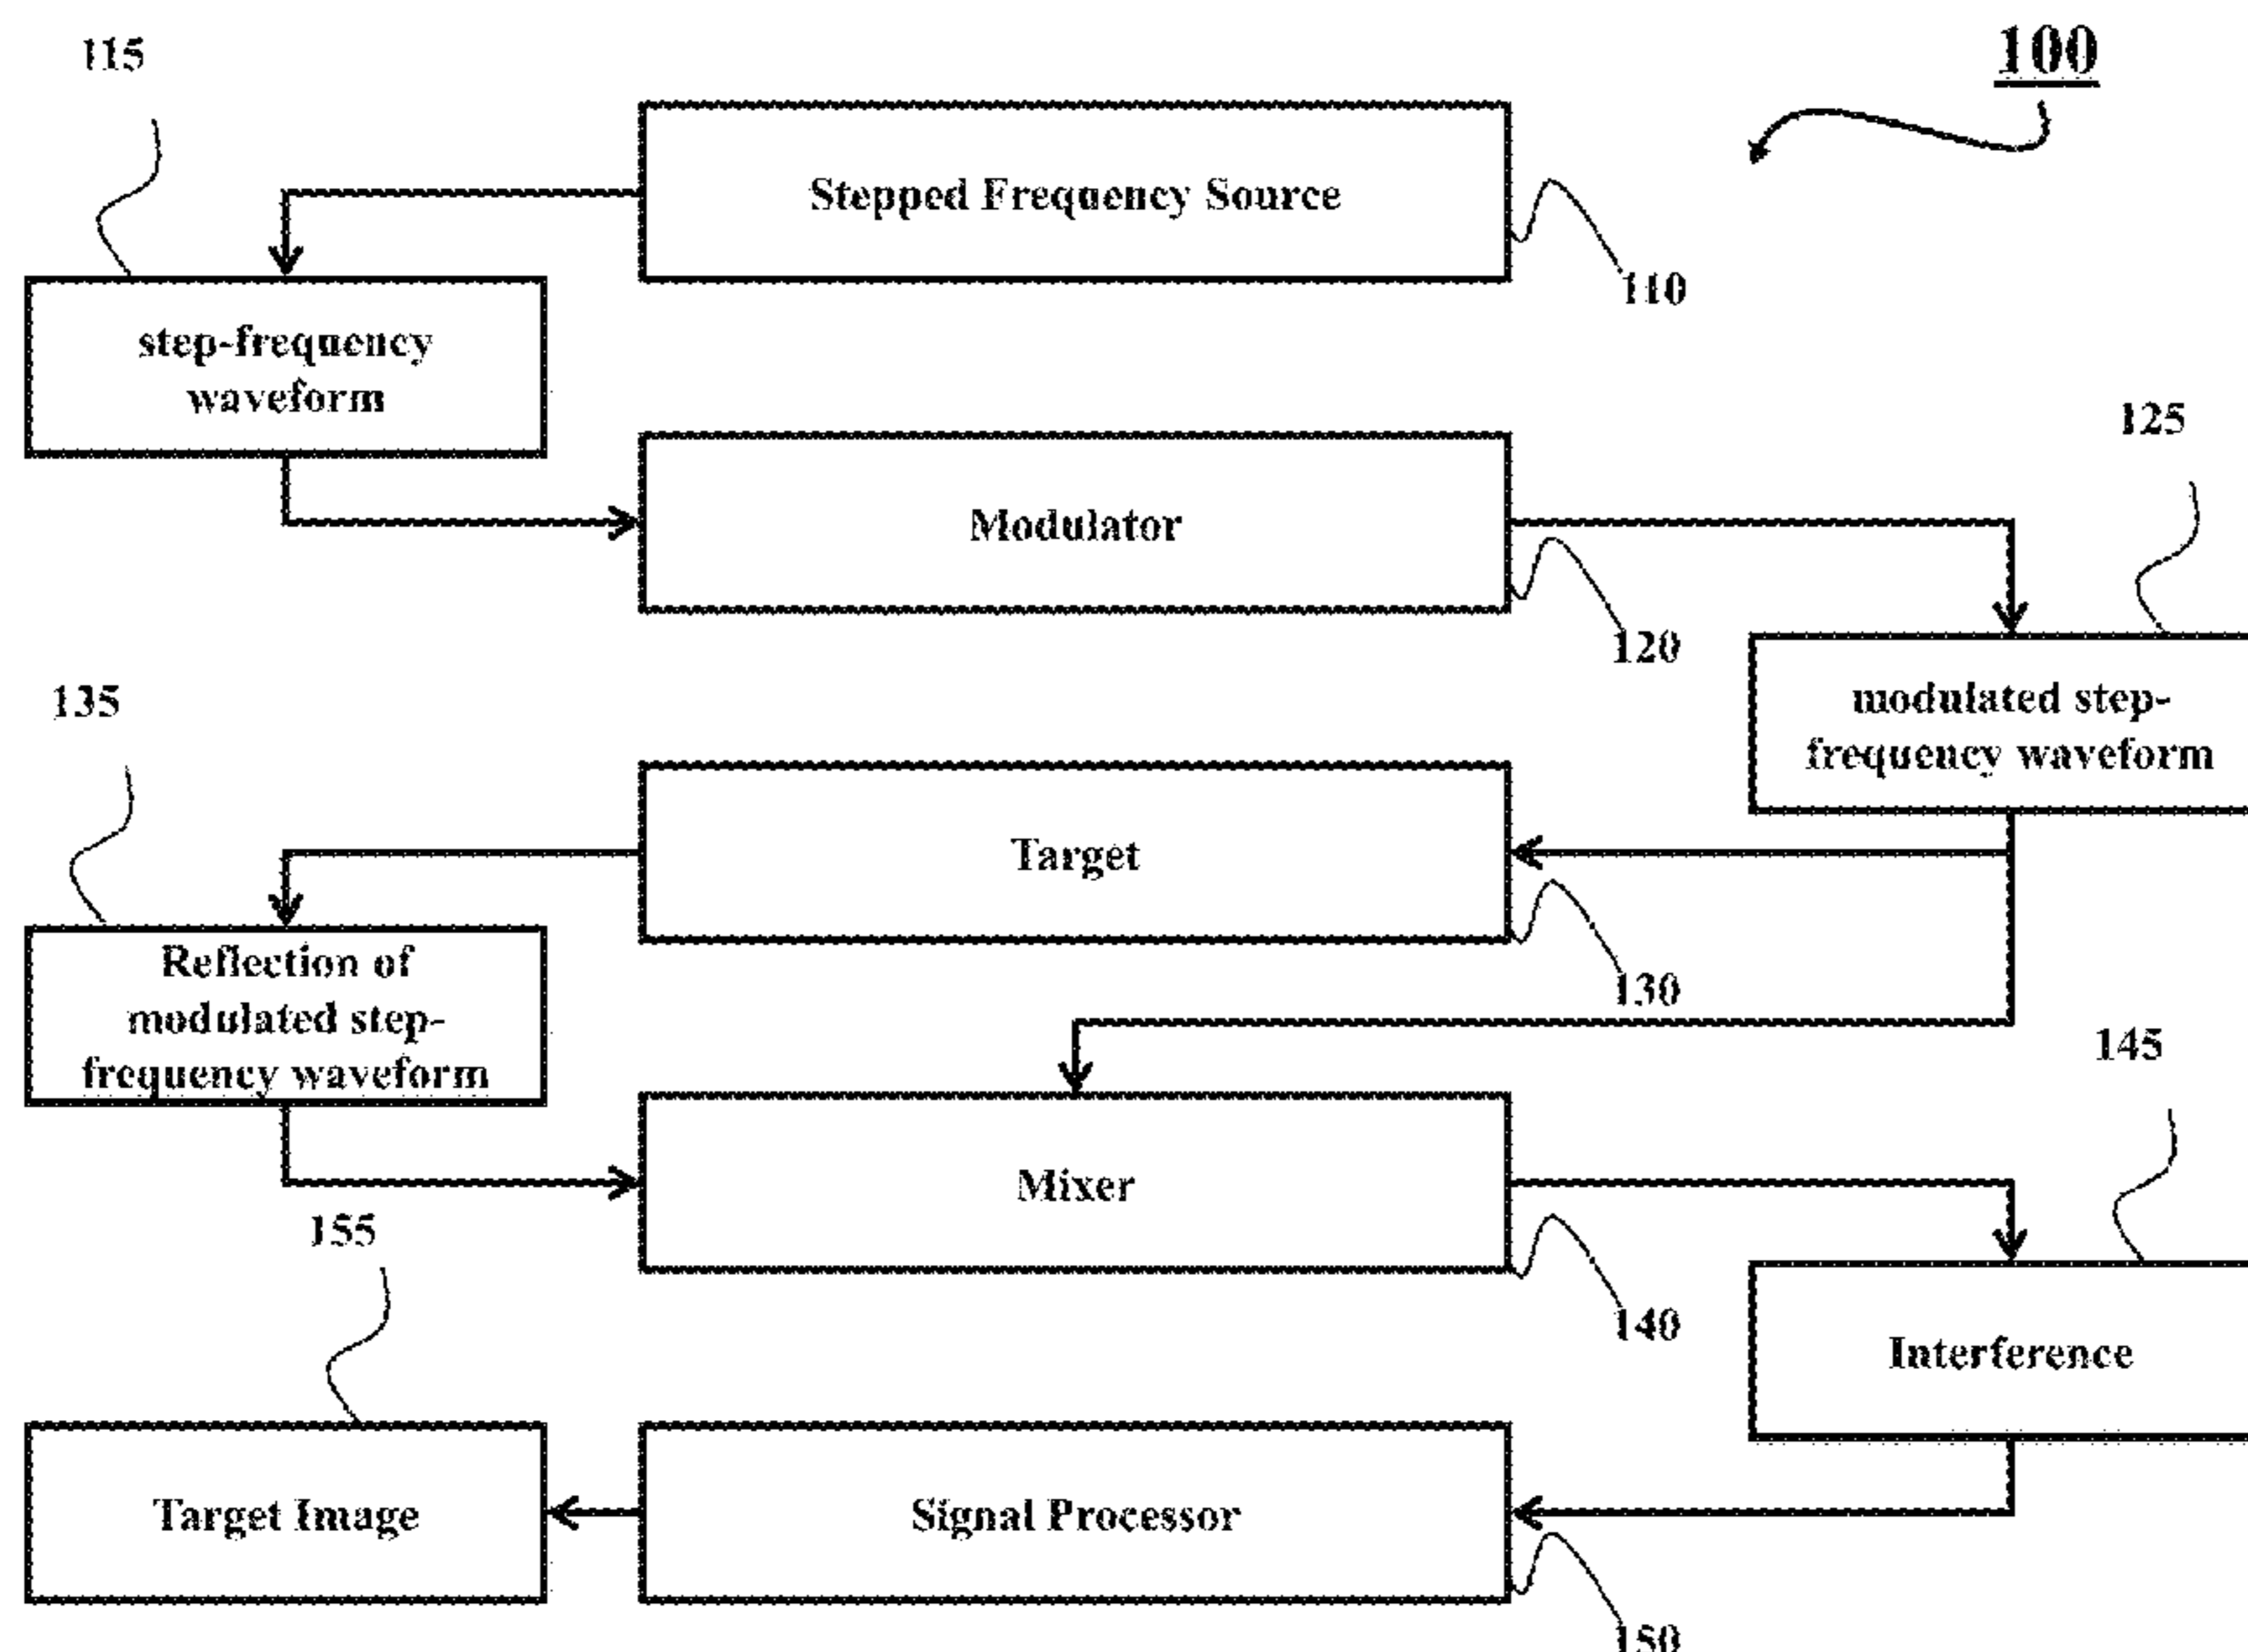 115
100
Stepped Frequency Source
110
step-frequency
waveform
125
Modulator
120
modulated step-
frequency waveform
135
Target
130
Reflection of
modulated step-
frequency waveform
145
Mixer
155
140
Interference
Target Image
Signal Processor
150